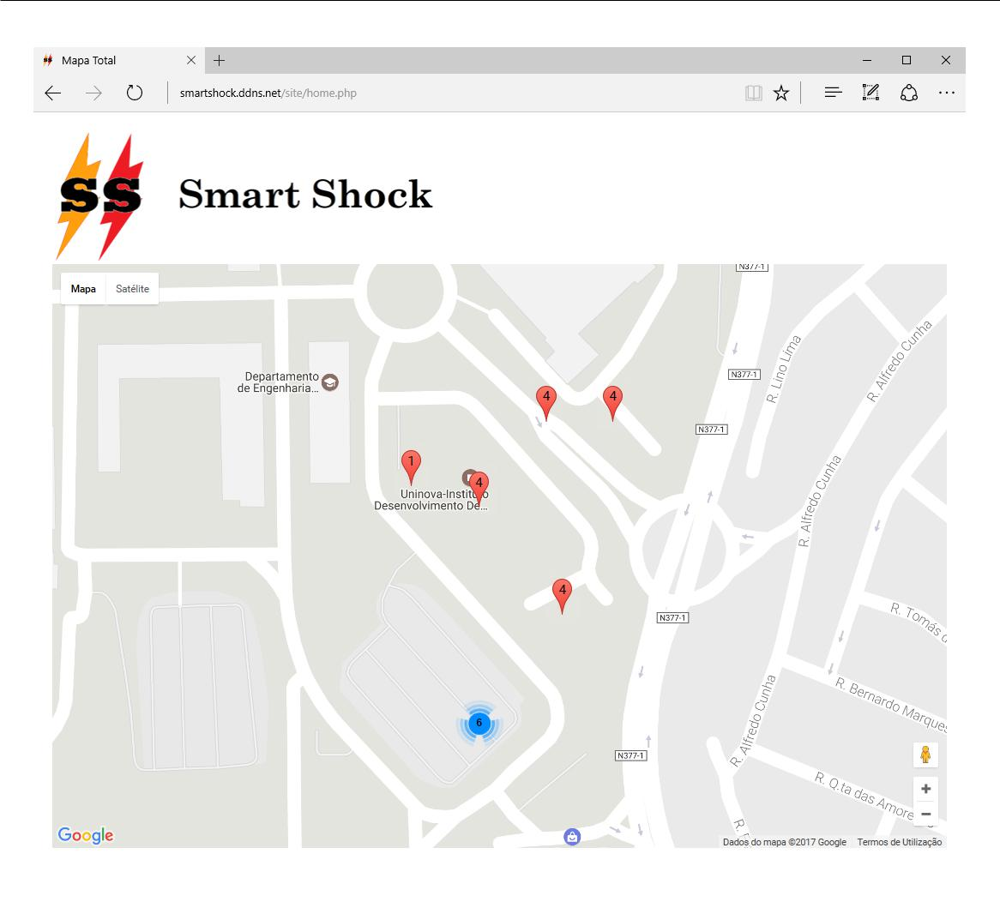 Mapa Total
smartshock.ddns.net/site/home.php
SS
Smart Shock
Mapa
Satélite
N377-1
R. Lino Lima
R. Alfredo Cunha
Departamento
de Engenharia...
N377-1
4
4
N377-1
1
4
Uninova-Instituto
Desenvolvimento De...
R. Alfredo Cunha
4
N377-1
R. Tomás d
R. Bernardo Marques
R. Alfredo Cunha
6
N377-1
R. Q.ta das Amore
R.
Google
Dados do mapa ©2017 Google
Termos de Utilização